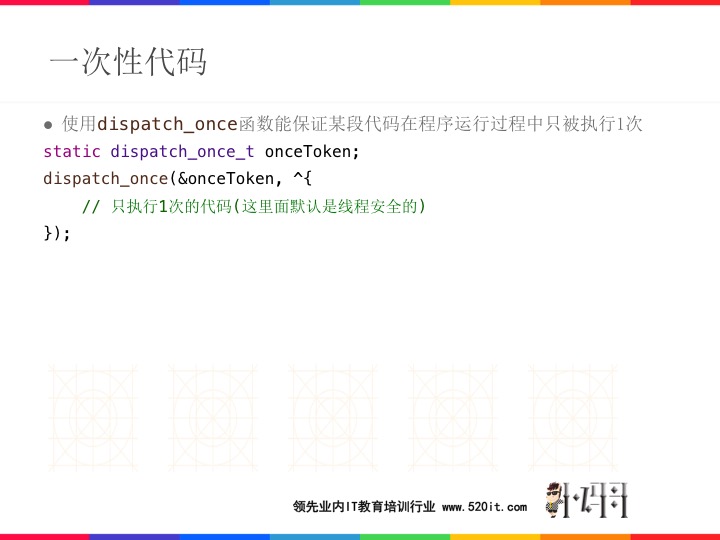 一次性代码
● 使用dispatch_once函数能保证某段代码在程序运行过程中只被执行1次
static dispatch_once_t onceToken;
dispatch_once(&onceToken, ^{
    // 只执行1次的代码(这里面默认是线程安全的)
});
领先业内IT教育培训行业 www.520it.com
小码哥